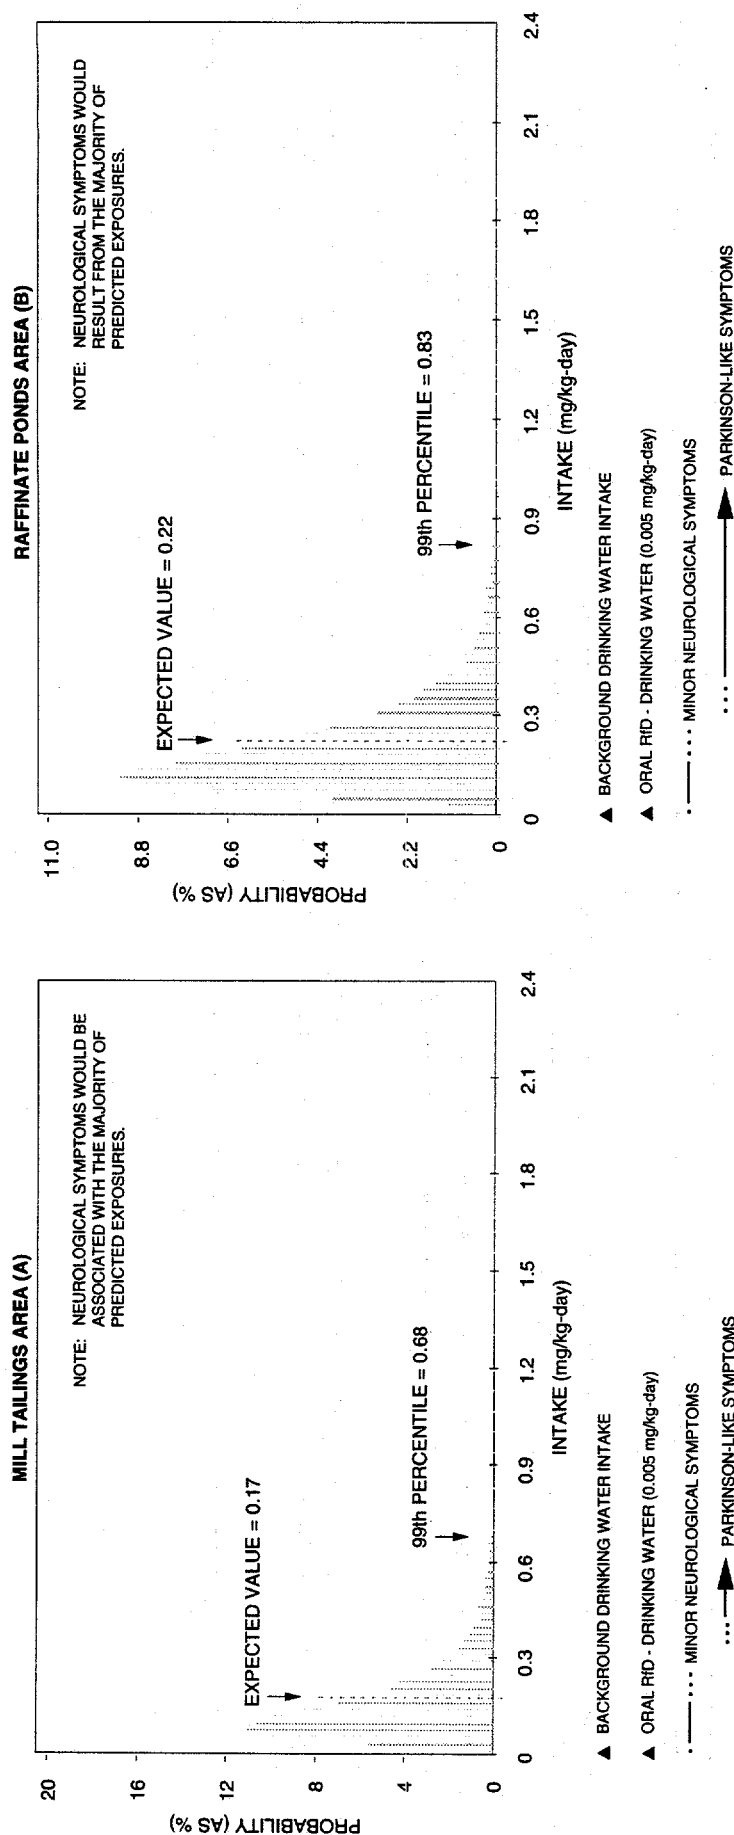 MILL TAILINGS AREA (A)
NOTE: NEUROLOGICAL SYMPTOMS WOULD BE
ASSOCIATED WITH THE MAJORITY OF
PREDICTED EXPOSURES.
EXPECTED VALUE = 0.17
99th PERCENTILE = 0.68
PROBABILITY (AS %)
20
16
12
8
4
0
0 0.3 0.6 0.9 1.2 1.5 1.8 2.1 2.4
INTAKE (mg/kg-day)
▲ BACKGROUND DRINKING WATER INTAKE
▲ ORAL RfD - DRINKING WATER (0.005 mg/kg-day)
MINOR NEUROLOGICAL SYMPTOMS
PARKINSON-LIKE SYMPTOMS
RAFFINATE PONDS AREA (B)
NOTE: NEUROLOGICAL SYMPTOMS WOULD
RESULT FROM THE MAJORITY OF
PREDICTED EXPOSURES.
EXPECTED VALUE = 0.22
99th PERCENTILE = 0.83
PROBABILITY (AS %)
11.0
8.8
6.6
4.4
2.2
0
0 0.3 0.6 0.9 1.2 1.5 1.8 2.1 2.4
INTAKE (mg/kg-day)
▲ BACKGROUND DRINKING WATER INTAKE
▲ ORAL RfD - DRINKING WATER (0.005 mg/kg-day)
MINOR NEUROLOGICAL SYMPTOMS
PARKINSON-LIKE SYMPTOMS